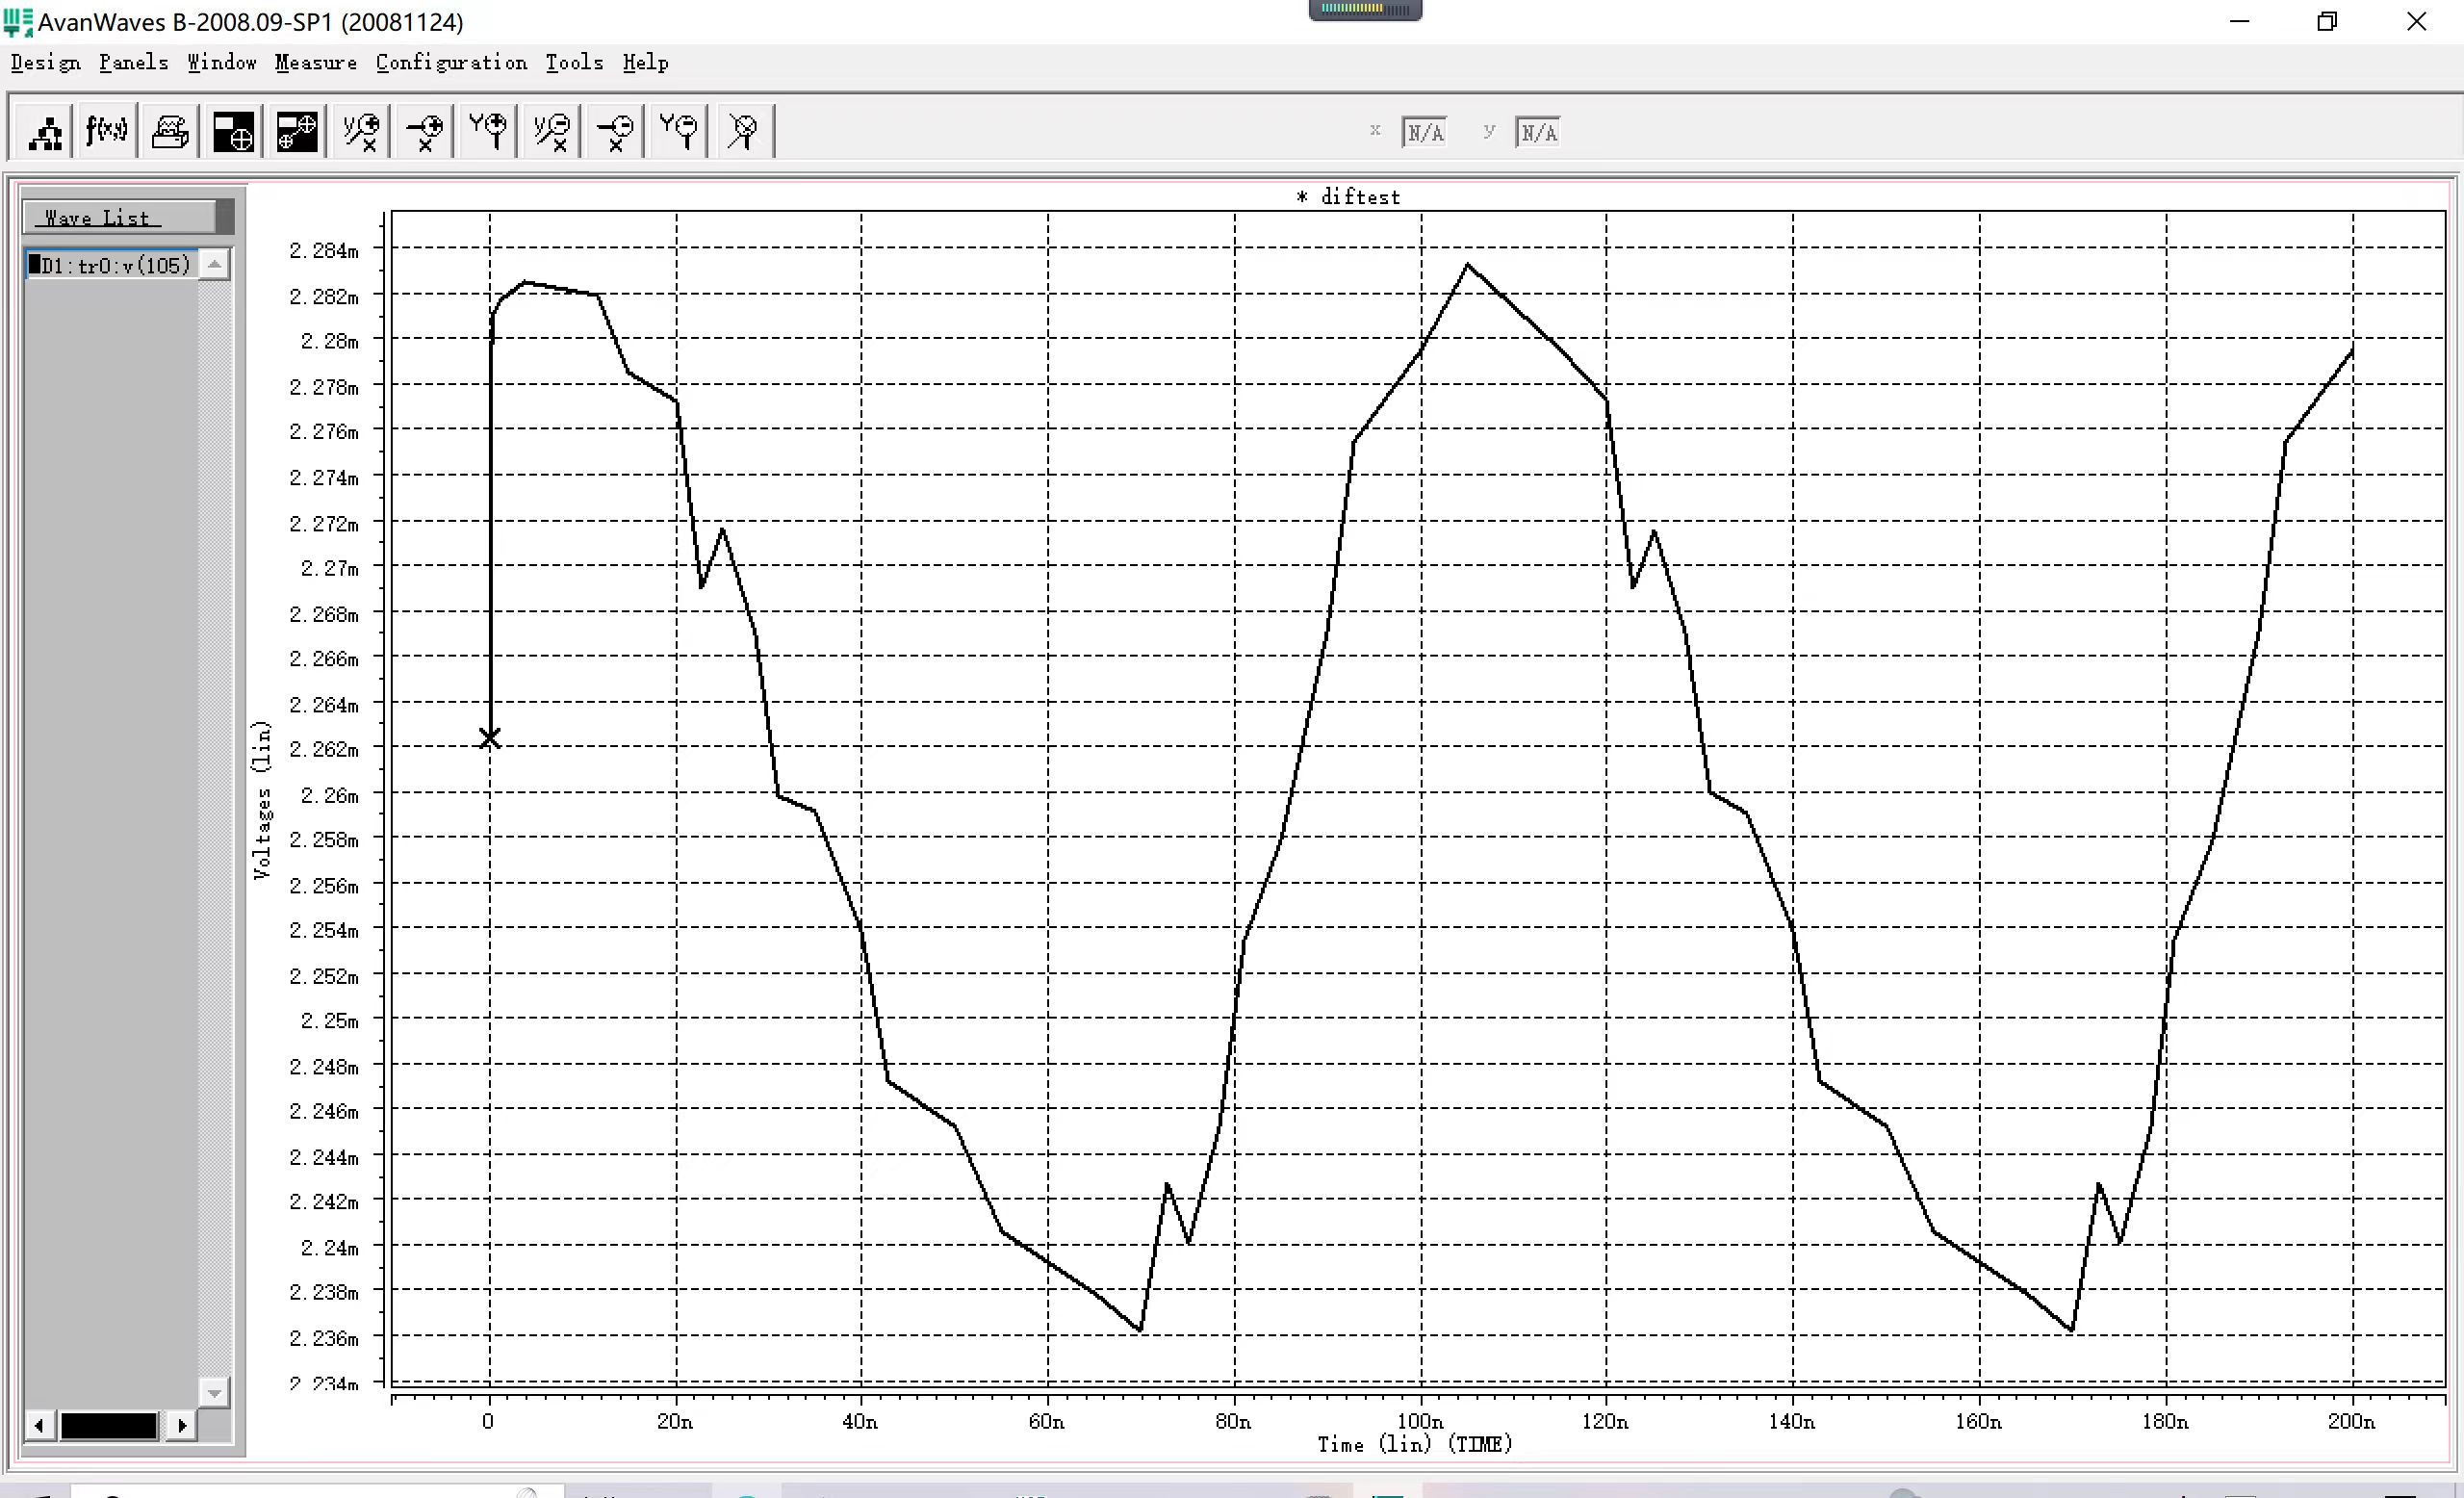 AvanWaves B-2008.09-SP1 (20081124)
Design Panels Window Measure Configuration Tools Help
f(x,y)
x N/A y N/A
* diftest
Wave List
D1:tr0:v(105)
2.284m
2.282m
2.28m
2.278m
2.276m
2.274m
2.272m
2.27m
2.268m
2.266m
2.264m
2.262m
2.26m
2.258m
2.256m
2.254m
2.252m
2.25m
2.248m
2.246m
2.244m
2.242m
2.24m
2.238m
2.236m
2.234m
Voltages (lin)
0 20n 40n 60n 80n 100n 120n 140n 160n 180n 200n
Time (lin) (TIME)